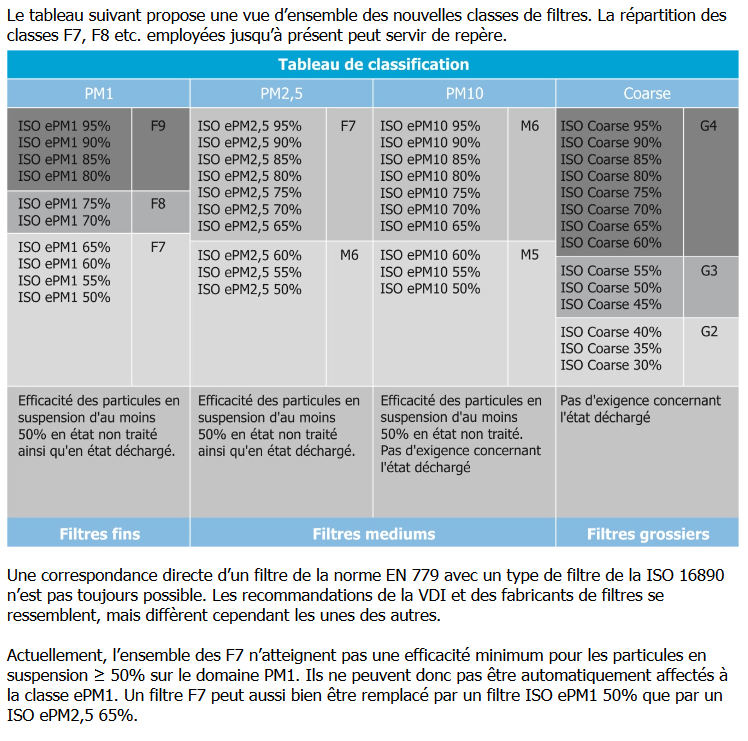 Le tableau suivant propose une vue d’ensemble des nouvelles classes de filtres. La répartition des
classes F7, F8 etc. employées jusqu’à présent peut servir de repère.
Tableau de classification
PM1 PM2,5 PM10 Coarse
ISO ePM1 95% F9
ISO ePM1 90%
ISO ePM1 85%
ISO ePM1 80%
ISO ePM1 75% F8
ISO ePM1 70%
ISO ePM1 65% F7
ISO ePM1 60%
ISO ePM1 55%
ISO ePM1 50%
Efficacité des particules en
suspension d'au moins
50% en état non traité
ainsi qu'en état déchargé.
ISO ePM2,5 95% F7
ISO ePM2,5 90%
ISO ePM2,5 85%
ISO ePM2,5 80%
ISO ePM2,5 75%
ISO ePM2,5 70%
ISO ePM2,5 65%
ISO ePM2,5 60% M6
ISO ePM2,5 55%
ISO ePM2,5 50%
Efficacité des particules en
suspension d'au moins
50% en état non traité
ainsi qu'en état déchargé.
ISO ePM10 95% M6
ISO ePM10 90%
ISO ePM10 85%
ISO ePM10 80%
ISO ePM10 75%
ISO ePM10 70%
ISO ePM10 65%
ISO ePM10 60% M5
ISO ePM10 55%
ISO ePM10 50%
Efficacité des particules en
suspension d'au moins
50% en état non traité.
Pas d'exigence concernant
l'état déchargé
ISO Coarse 95% G4
ISO Coarse 90%
ISO Coarse 85%
ISO Coarse 80%
ISO Coarse 75%
ISO Coarse 70%
ISO Coarse 65%
ISO Coarse 60%
ISO Coarse 55% G3
ISO Coarse 50%
ISO Coarse 45%
ISO Coarse 40% G2
ISO Coarse 35%
ISO Coarse 30%
Pas d'exigence concernant
l'état déchargé
Filtres fins Filtres mediums Filtres grossiers
Une correspondance directe d’un filtre de la norme EN 779 avec un type de filtre de la ISO 16890
n’est pas toujours possible. Les recommandations de la VDI et des fabricants de filtres se
ressemblent, mais diffèrent cependant les unes des autres.
Actuellement, l’ensemble des F7 n’atteignent pas une efficacité minimum pour les particules en
suspension ≥ 50% sur le domaine PM1. Ils ne peuvent donc pas être automatiquement affectés à
la classe ePM1. Un filtre F7 peut aussi bien être remplacé par un filtre ISO ePM1 50% que par un
ISO ePM2,5 65%.